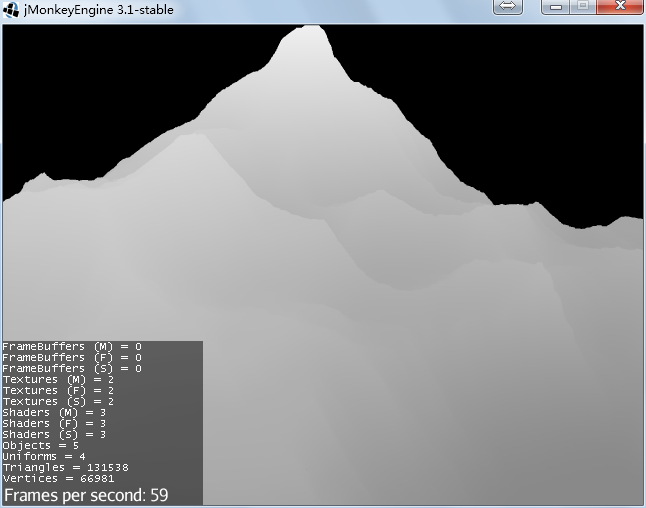 jMonkeyEngine 3.1-stable
FrameBuffers (M) = 0
FrameBuffers (F) = 0
FrameBuffers (S) = 0
Textures (M) = 2
Textures (F) = 2
Textures (S) = 2
Shaders (M) = 3
Shaders (F) = 3
Shaders (S) = 3
Objects = 5
Uniforms = 4
Triangles = 131538
Vertices = 66981
Frames per second: 59